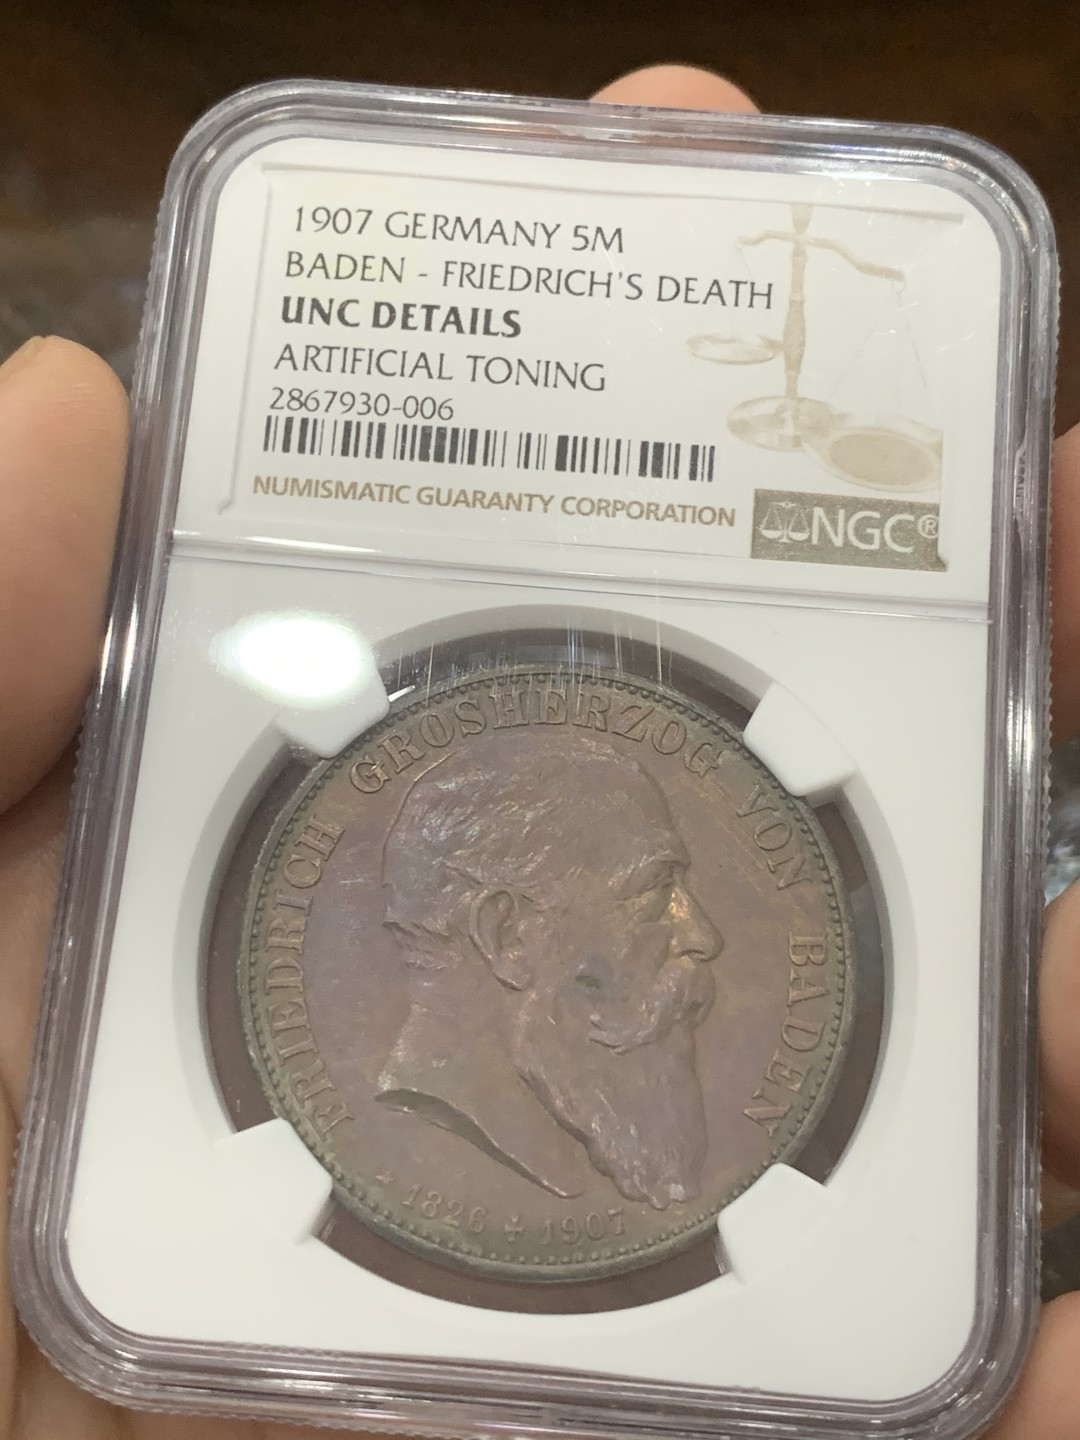 1907 GERMANY 5M
BADEN - FRIEDRICH'S DEATH
UNC DETAILS
ARTIFICIAL TONING
2867930-006
NUMISMATIC GUARANTY CORPORATION
NGC®
FRIEDRICH GROSHERZOG VON BADEN
* 1826 + 1907